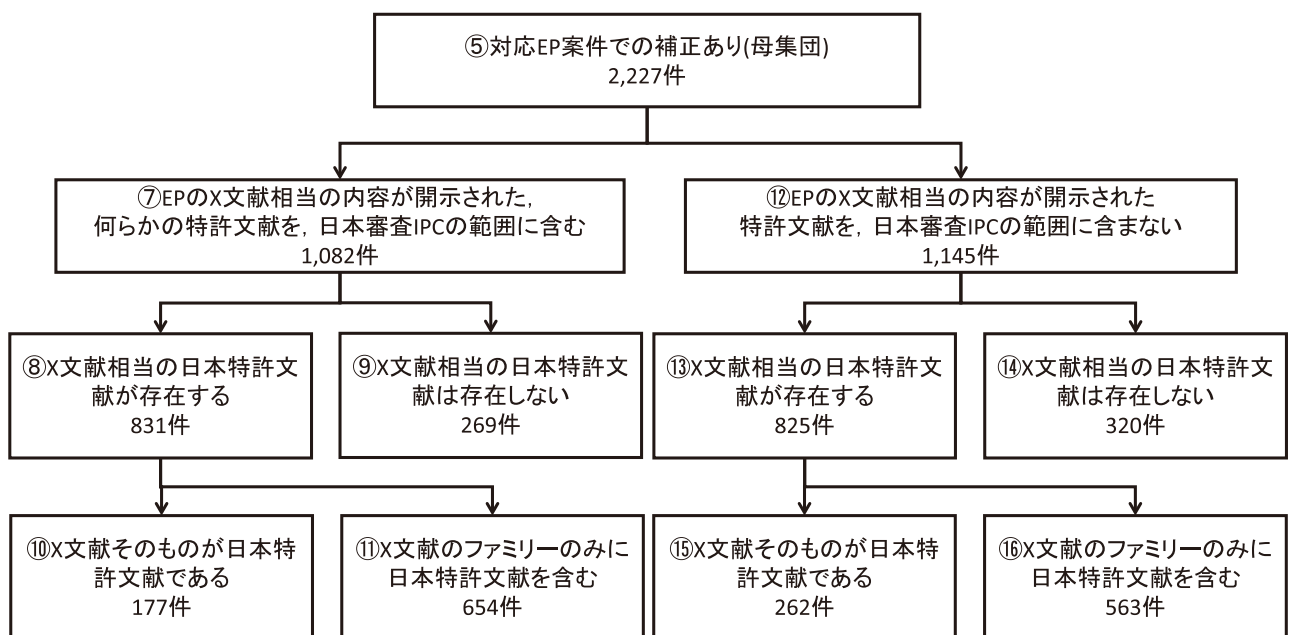 ⑤対応EP案件での補正あり(母集団)
2,227件
⑦EPのX文献相当の内容が開示された,
何らかの特許文献を, 日本審査IPCの範囲に含む
1,082件
⑫EPのX文献相当の内容が開示された
特許文献を, 日本審査IPCの範囲に含まない
1,145件
⑧X文献相当の日本特許文
献が存在する
831件
⑨X文献相当の日本特許文
献は存在しない
269件
⑬X文献相当の日本特許文
献が存在する
825件
⑭X文献相当の日本特許文
献は存在しない
320件
⑩X文献そのものが日本特
許文献である
177件
⑪X文献のファミリーのみに
日本特許文献を含む
654件
⑮X文献そのものが日本特
許文献である
262件
⑯X文献のファミリーのみに
日本特許文献を含む
563件